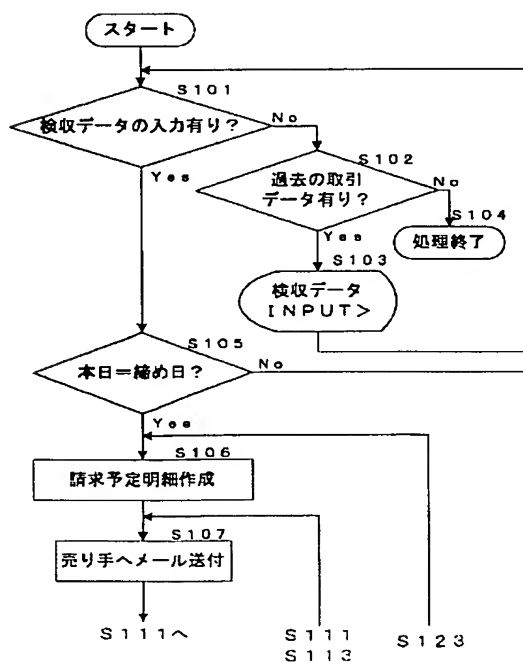 スタート
S101
検収データの入力有り？
No
S102
過去の取引
データ有り？
Yes
No
S104
処理終了
Yes
S103
検収データ
INPUT>
S105
本日＝締め日？
No
Yes
S106
請求予定明細作成
S107
売り手へメール送付
S111へ
S111
S113
S123